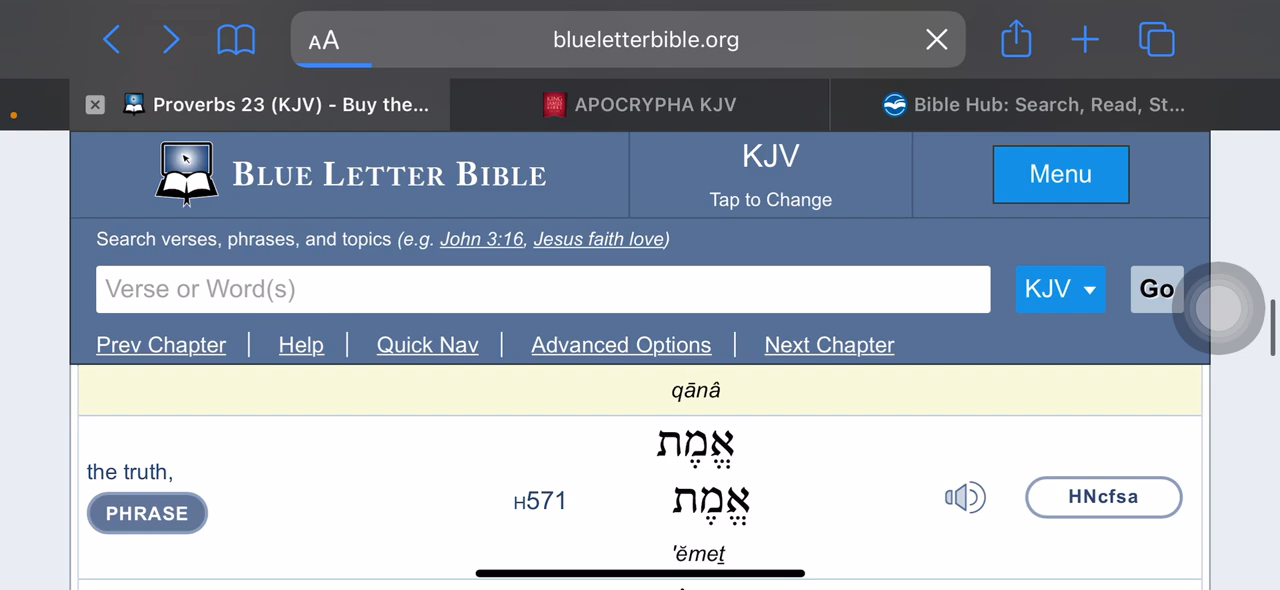 AA blueletterbible.org
Proverbs 23 (KJV) - Buy the... APOCRYPHA KJV Bible Hub: Search, Read, St...
BLUE LETTER BIBLE
KJV
Tap to Change
Menu
Search verses, phrases, and topics (e.g. John 3:16, Jesus faith love)
Verse or Word(s) KJV Go
Prev Chapter | Help | Quick Nav | Advanced Options | Next Chapter
qānâ
the truth,
PHRASE
H571
אֱמֶת
אֱמֶת
'ĕmeṯ
HNcfsa